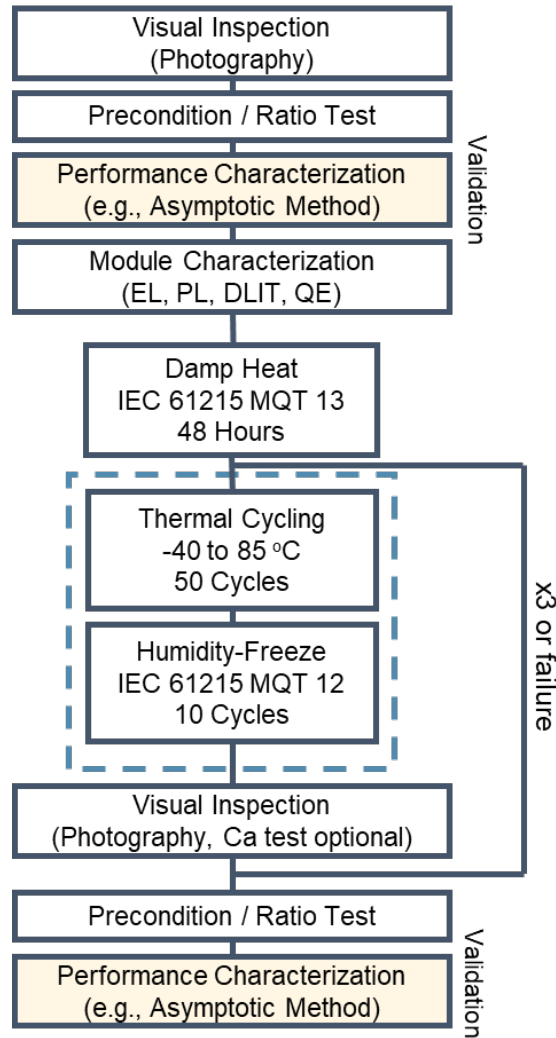 Visual Inspection
(Photography)
Precondition / Ratio Test
Performance Characterization
(e.g., Asymptotic Method)
Validation
Module Characterization
(EL, PL, DLIT, QE)
Damp Heat
IEC 61215 MQT 13
48 Hours
Thermal Cycling
-40 to 85 ºC
50 Cycles
Humidity-Freeze
IEC 61215 MQT 12
10 Cycles
x3 or failure
Visual Inspection
(Photography, Ca test optional)
Precondition / Ratio Test
Performance Characterization
(e.g., Asymptotic Method)
Validation